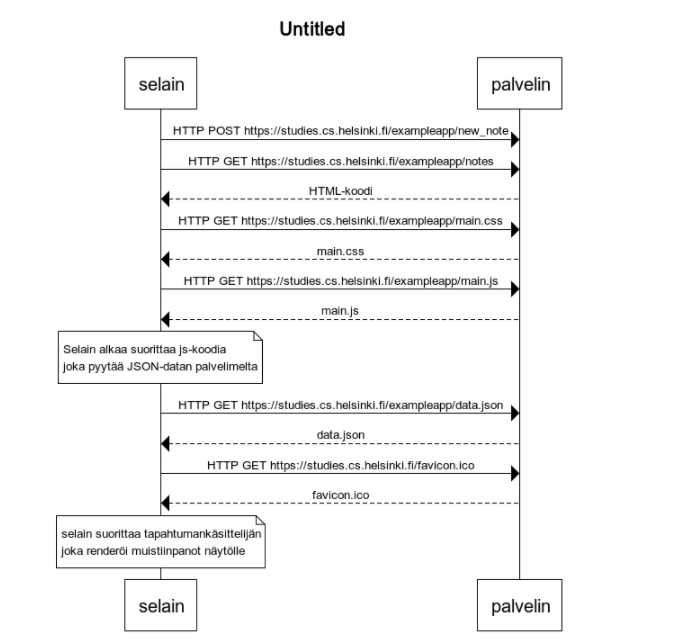 Untitled
selain
palvelin
HTTP POST https://studies.cs.helsinki.fi/exampleapp/new_note
HTTP GET https://studies.cs.helsinki.fi/exampleapp/notes
HTML-koodi
HTTP GET https://studies.cs.helsinki.fi/exampleapp/main.css
main.css
HTTP GET https://studies.cs.helsinki.fi/exampleapp/main.js
main.js
Selain alkaa suorittaa js-koodia
joka pyytää JSON-datan palvelimelta
HTTP GET https://studies.cs.helsinki.fi/exampleapp/data.json
data.json
HTTP GET https://studies.cs.helsinki.fi/favicon.ico
favicon.ico
selain suorittaa tapahtumankäsittelijän
joka renderöi muistiinpanot näytölle
selain
palvelin